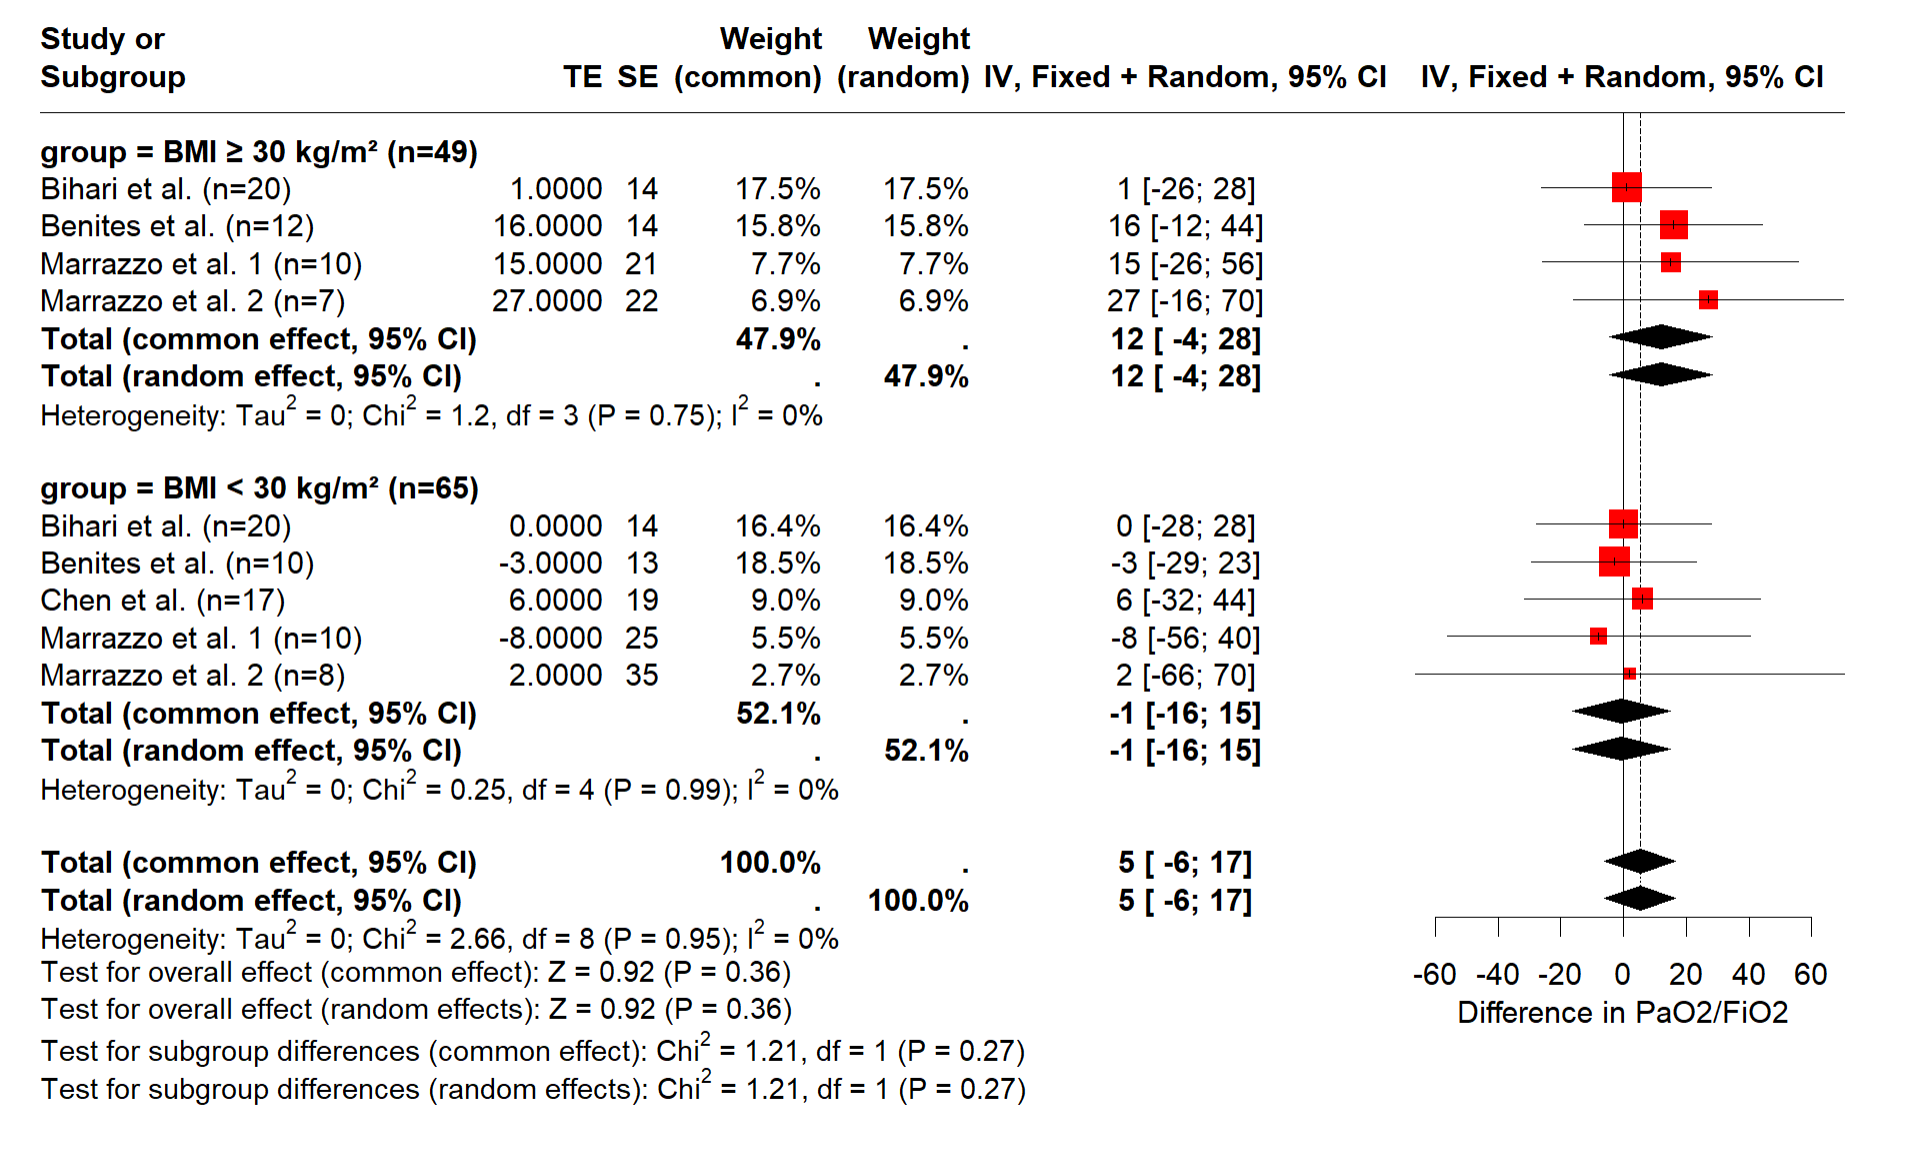 Study or Weight Weight
Subgroup TE SE (common) (random) IV, Fixed + Random, 95% CI IV, Fixed + Random, 95% CI
group = BMI ≥ 30 kg/m² (n=49)
Bihari et al. (n=20) 1.0000 14 17.5% 17.5% 1 [-26; 28]
Benites et al. (n=12) 16.0000 14 15.8% 15.8% 16 [-12; 44]
Marrazzo et al. 1 (n=10) 15.0000 21 7.7% 7.7% 15 [-26; 56]
Marrazzo et al. 2 (n=7) 27.0000 22 6.9% 6.9% 27 [-16; 70]
Total (common effect, 95% CI) 47.9% . 12 [ -4; 28]
Total (random effect, 95% CI) . 47.9% 12 [ -4; 28]
Heterogeneity: Tau² = 0; Chi² = 1.2, df = 3 (P = 0.75); I² = 0%
group = BMI < 30 kg/m² (n=65)
Bihari et al. (n=20) 0.0000 14 16.4% 16.4% 0 [-28; 28]
Benites et al. (n=10) -3.0000 13 18.5% 18.5% -3 [-29; 23]
Chen et al. (n=17) 6.0000 19 9.0% 9.0% 6 [-32; 44]
Marrazzo et al. 1 (n=10) -8.0000 25 5.5% 5.5% -8 [-56; 40]
Marrazzo et al. 2 (n=8) 2.0000 35 2.7% 2.7% 2 [-66; 70]
Total (common effect, 95% CI) 52.1% . -1 [-16; 15]
Total (random effect, 95% CI) . 52.1% -1 [-16; 15]
Heterogeneity: Tau² = 0; Chi² = 0.25, df = 4 (P = 0.99); I² = 0%
Total (common effect, 95% CI) 100.0% . 5 [ -6; 17]
Total (random effect, 95% CI) . 100.0% 5 [ -6; 17]
Heterogeneity: Tau² = 0; Chi² = 2.66, df = 8 (P = 0.95); I² = 0%
Test for overall effect (common effect): Z = 0.92 (P = 0.36)
Test for overall effect (random effects): Z = 0.92 (P = 0.36)
Test for subgroup differences (common effect): Chi² = 1.21, df = 1 (P = 0.27)
Test for subgroup differences (random effects): Chi² = 1.21, df = 1 (P = 0.27)
-60 -40 -20 0 20 40 60
Difference in PaO2/FiO2